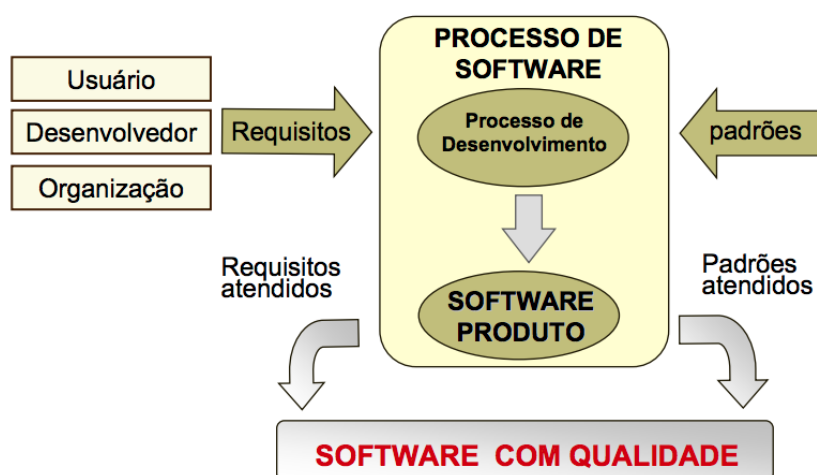 PROCESSO DE
SOFTWARE
Usuário
Desenvolvedor
Organização
Requisitos
Processo de
Desenvolvimento
padrões
Requisitos
atendidos
SOFTWARE
PRODUTO
Padrões
atendidos
SOFTWARE COM QUALIDADE